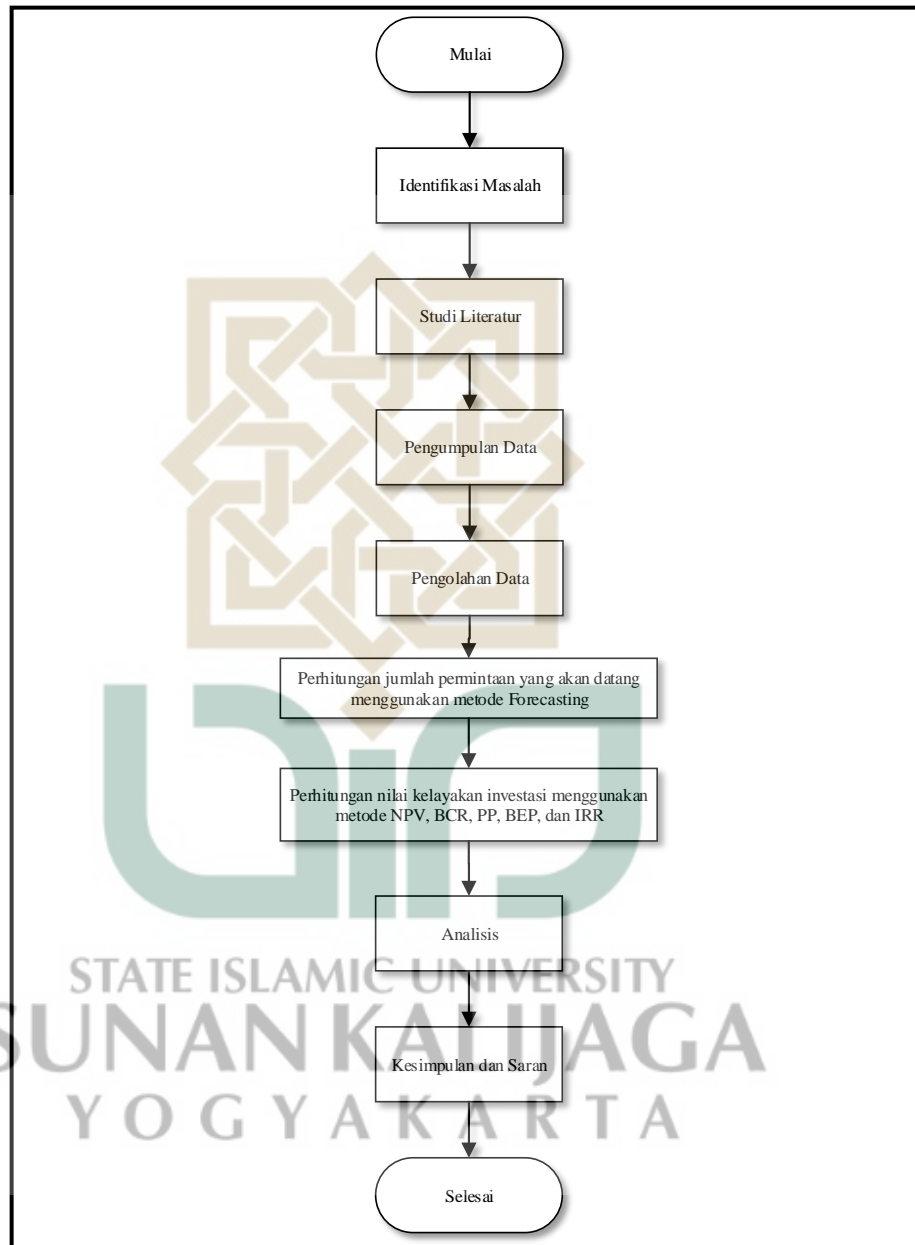 Mulai
Identifikasi Masalah
Studi Literatur
Pengumpulan Data
Pengolahan Data
Perhitungan jumlah permintaan yang akan datang
menggunakan metode Forecasting
Perhitungan nilai kelayakan investasi menggunakan
metode NPV, BCR, PP, BEP, dan IRR
Analisis
STATE ISLAMIC UNIVERSITY
SUNAN KALIJAGA
Kesimpulan dan Saran
YOGYAKARTA
Selesai